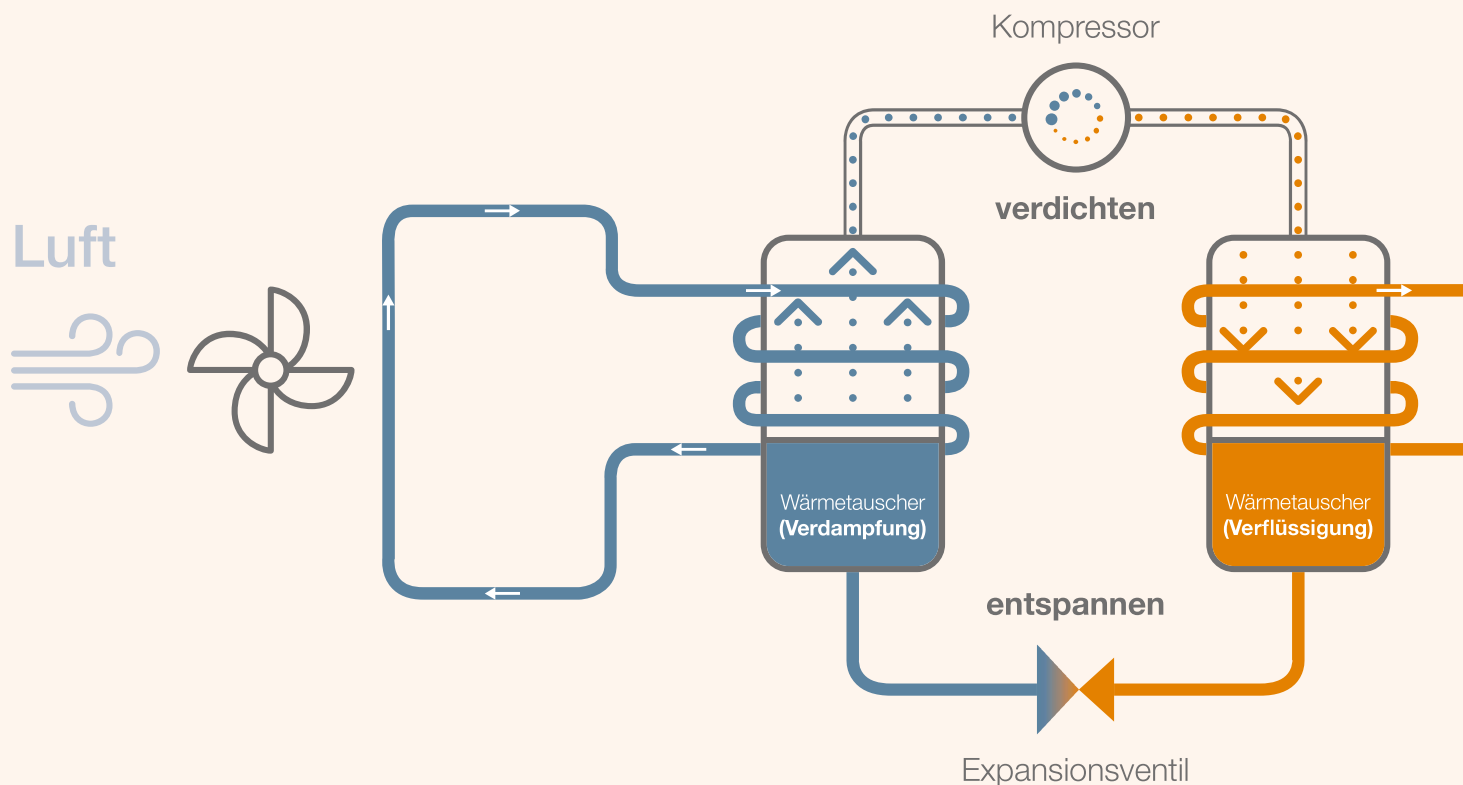 Kompressor
verdichten
Luft
Wärmetauscher
(Verdampfung)
Wärmetauscher
(Verflüssigung)
entspannen
Expansionsventil